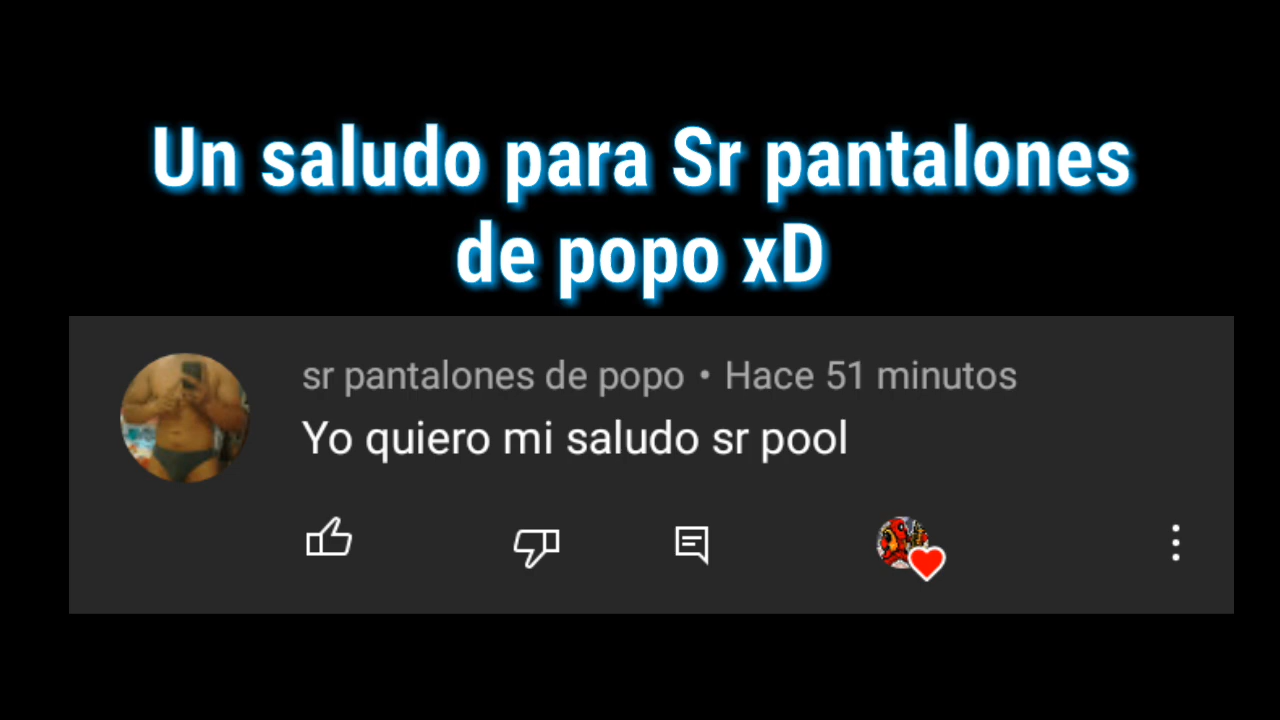 Un saludo para Sr pantalones
de popo xD
sr pantalones de popo • Hace 51 minutos
Yo quiero mi saludo sr pool